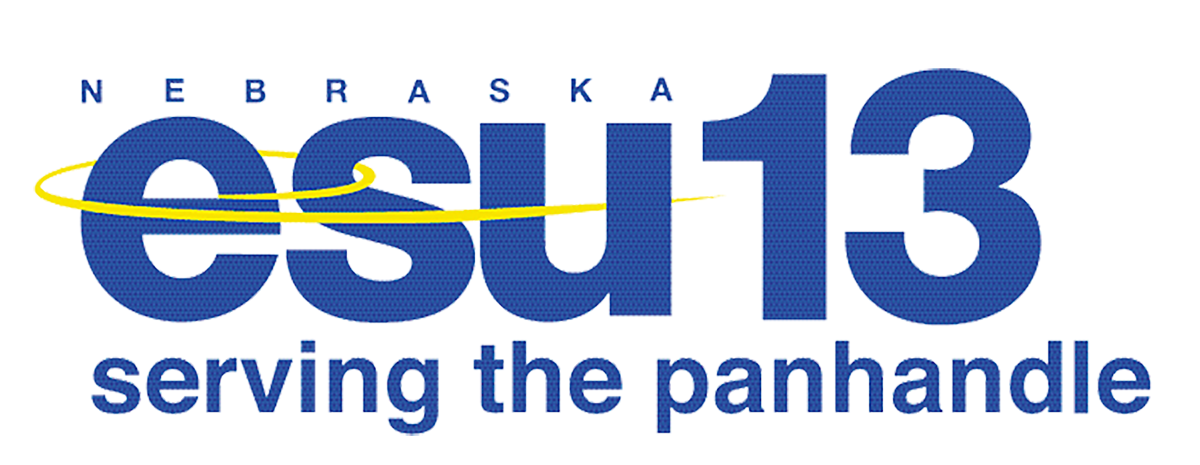 NEBRASKA
esu13
serving the panhandle